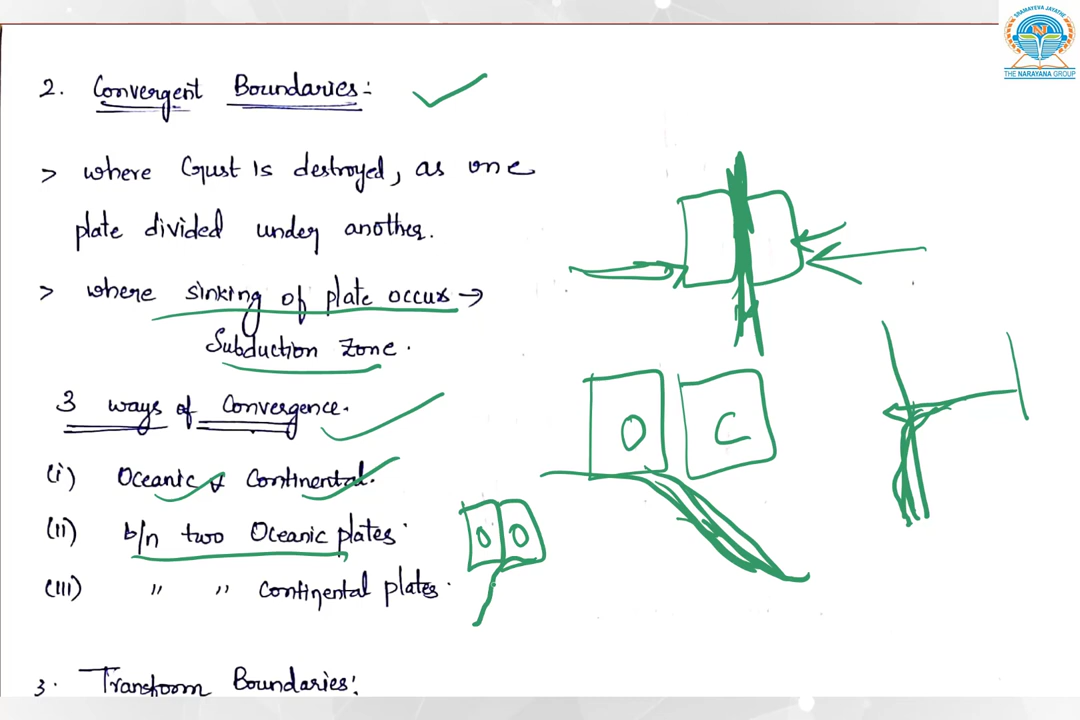 SHRAMAYEVA JAYATHE
N
THE NARAYANA GROUP
2. Convergent Boundaries:
> where Crust is destroyed, as one
plate divided under another.
> where sinking of plate occurs →
Subduction Zone.
3 ways of Convergence.
(i) Oceanic & Continental.
(ii) b/n two Oceanic plates.
(iii) " " Continental plates.
O C
O O
3. Transform Boundaries: